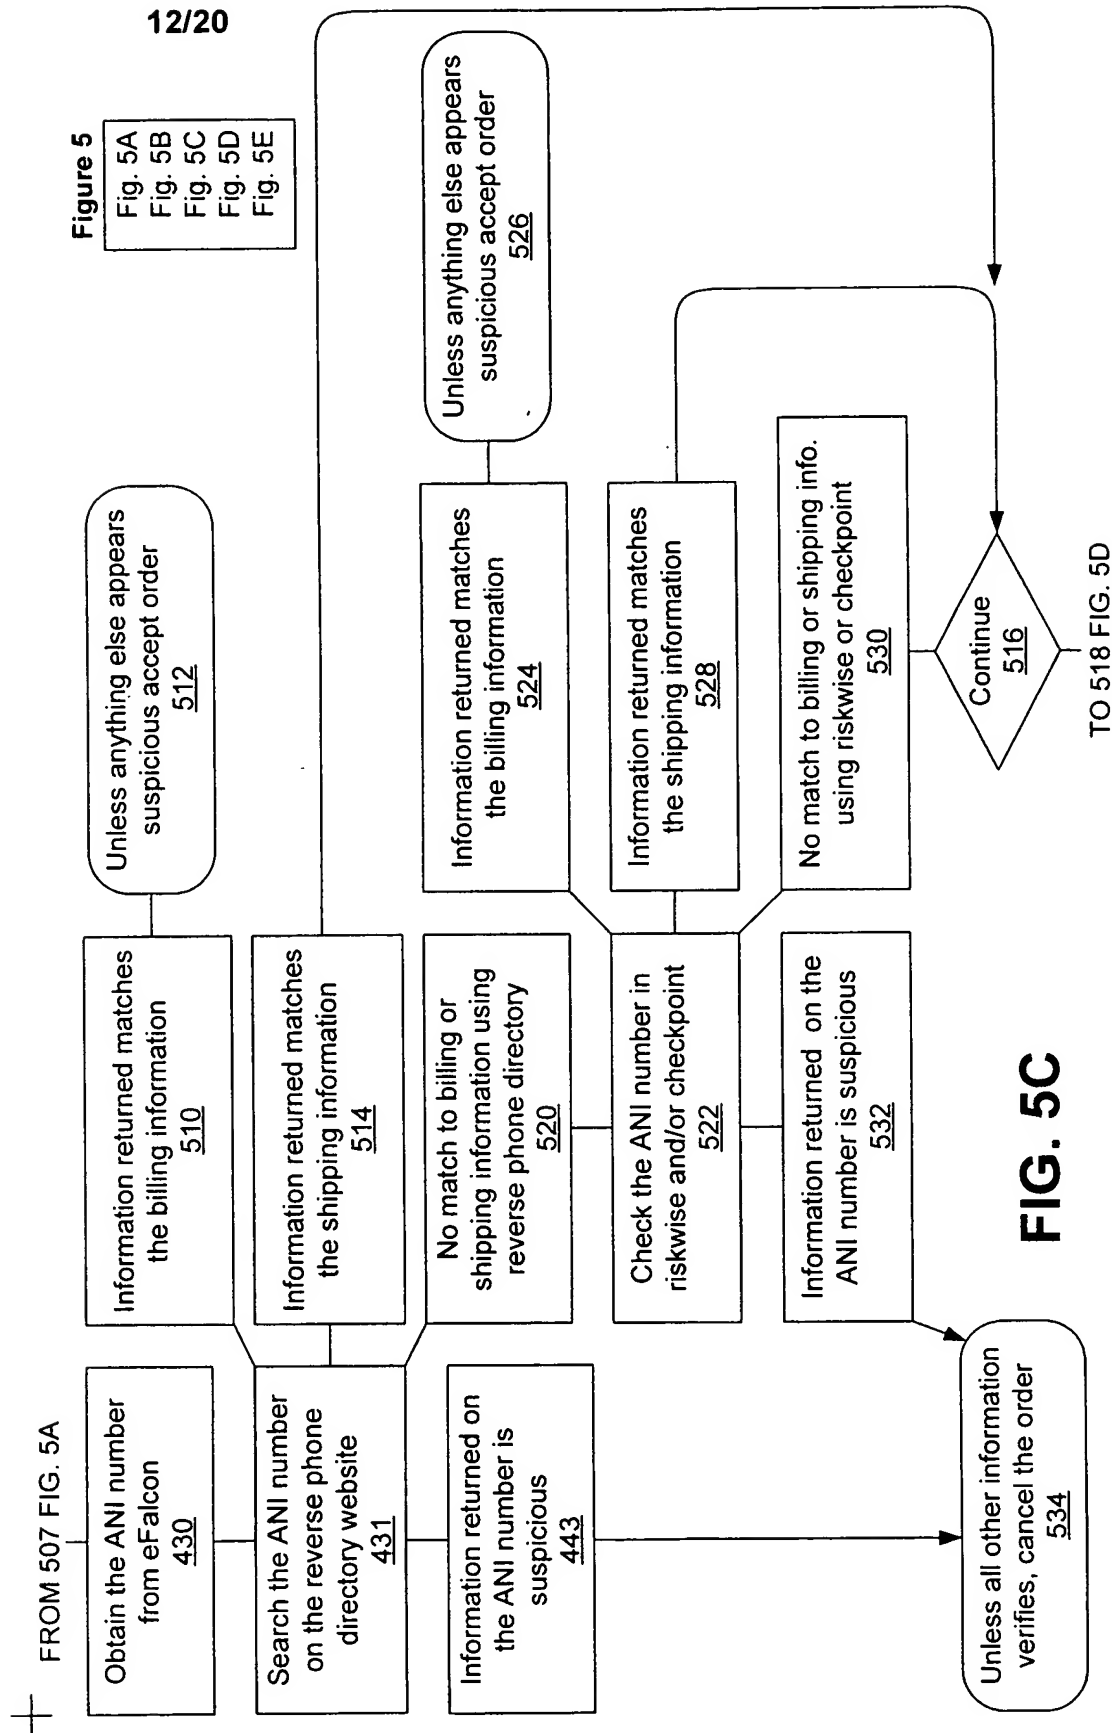 12/20
Figure 5
Fig. 5A
Fig. 5B
Fig. 5C
Fig. 5D
Fig. 5E
FROM 507 FIG. 5A
Obtain the ANI number
from eFalcon
430
Search the ANI number
on the reverse phone
directory website
431
Information returned on
the ANI number is
suspicious
443
Information returned matches
the billing information
510
Unless anything else appears
suspicious accept order
512
Information returned matches
the shipping information
514
No match to billing or
shipping information using
reverse phone directory
520
Check the ANI number in
riskwise and/or checkpoint
522
Information returned matches
the billing information
524
Unless anything else appears
suspicious accept order
526
Information returned matches
the shipping information
528
No match to billing or shipping info.
using riskwise or checkpoint
530
Information returned on the
ANI number is suspicious
532
Unless all other information
verifies, cancel the order
534
Continue
516
TO 518 FIG. 5D
FIG. 5C